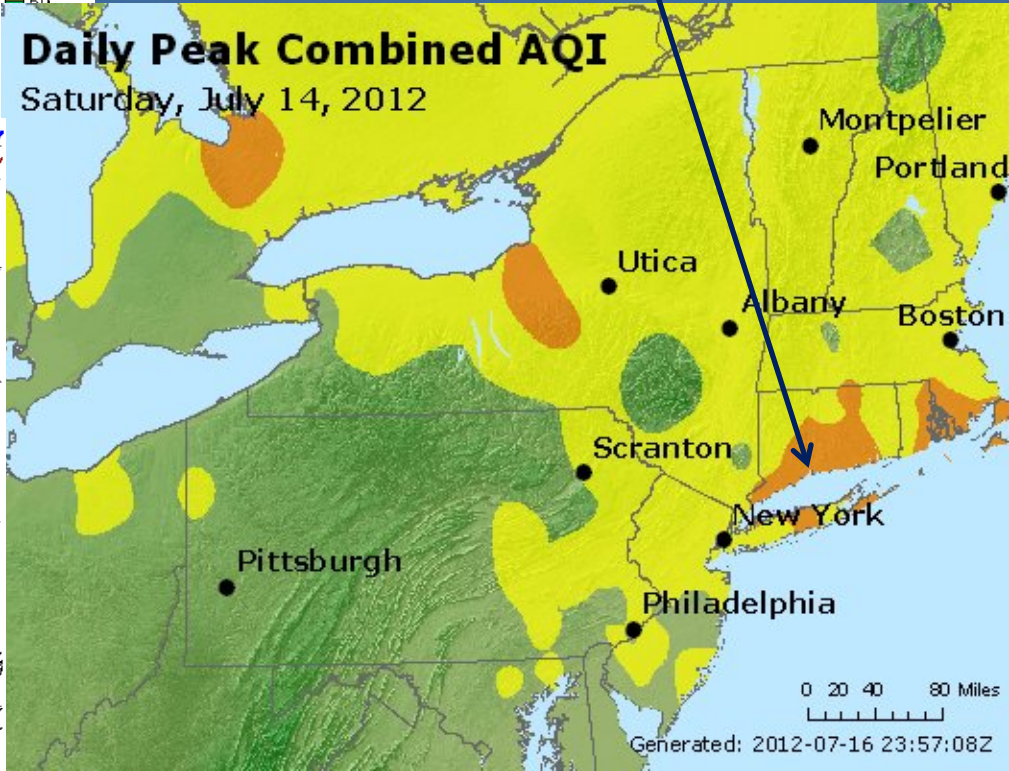 Daily Peak Combined AQI
Saturday, July 14, 2012
Montpelier
Portland
Utica
Albany
Boston
Scranton
New York
Pittsburgh
Philadelphia
0 20 40 80 Miles
Generated: 2012-07-16 23:57:08Z